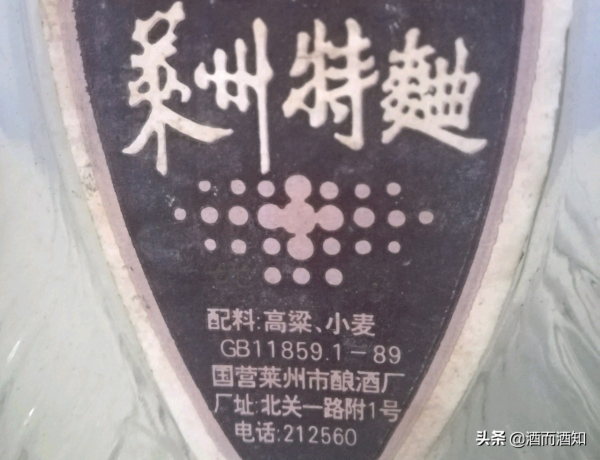 莱州特麯
配料:高粱、小麦
GB11859.1-89
国营莱州市酿酒厂
厂址:北关一路附1号
电话:212560
头条 @酒而酒知